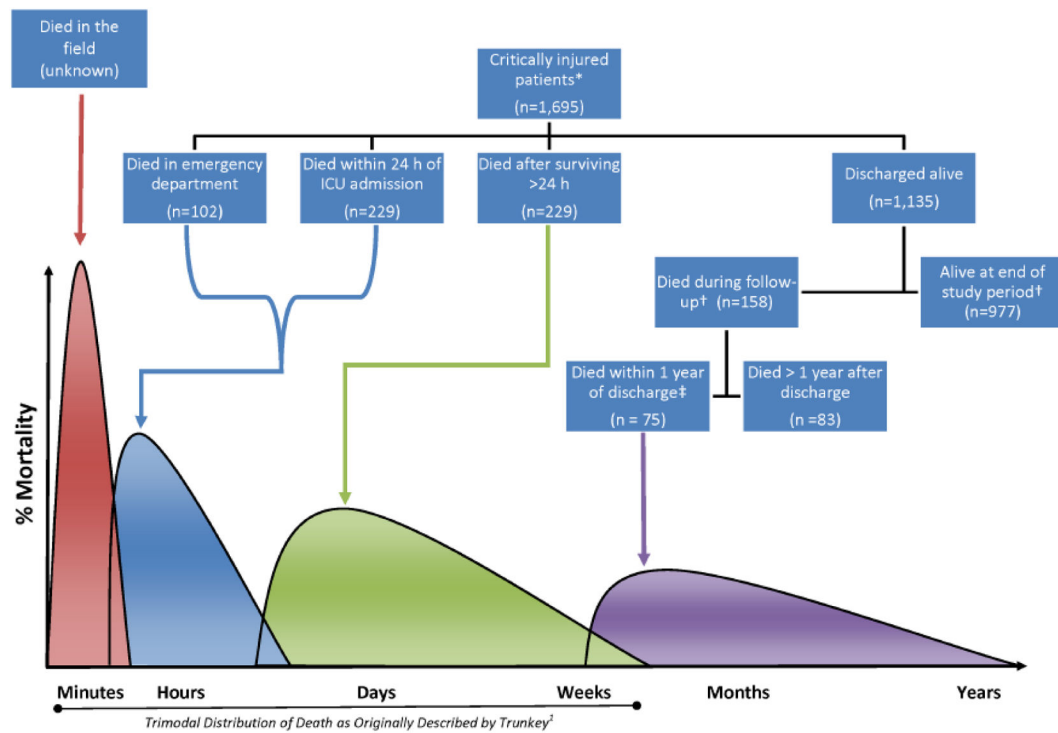 Died in the
field
(unknown)
Critically injured
patients*
(n=1,695)
Died in emergency
department
(n=102)
Died within 24 h of
ICU admission
(n=229)
Died after surviving
>24 h
(n=229)
Discharged alive
(n=1,135)
Died during follow-
up† (n=158)
Alive at end of
study period†
(n=977)
Died within 1 year
of discharge‡
(n = 75)
Died > 1 year after
discharge
(n =83)
% Mortality
Minutes
Hours
Days
Weeks
Months
Years
Trimodal Distribution of Death as Originally Described by Trunkey¹